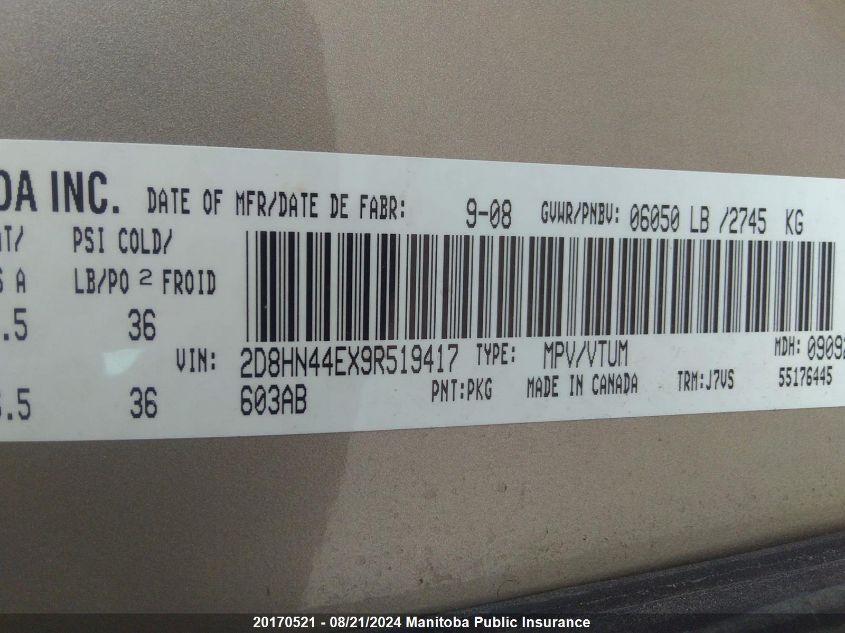 DA INC. DATE OF MFR/DATE DE FABR: 9-08 GVWR/PNBV: 06050 LB /2745 KG
PSI COLD/
A LB/PO 2 FROID
.5 36
VIN: 2D8HN44EX9R519417 TYPE: MPV/VTUM MDH: 09092
.5 36 603AB PNT:PKG MADE IN CANADA TRM:J7VS 55176445
20170521 - 08/21/2024 Manitoba Public Insurance